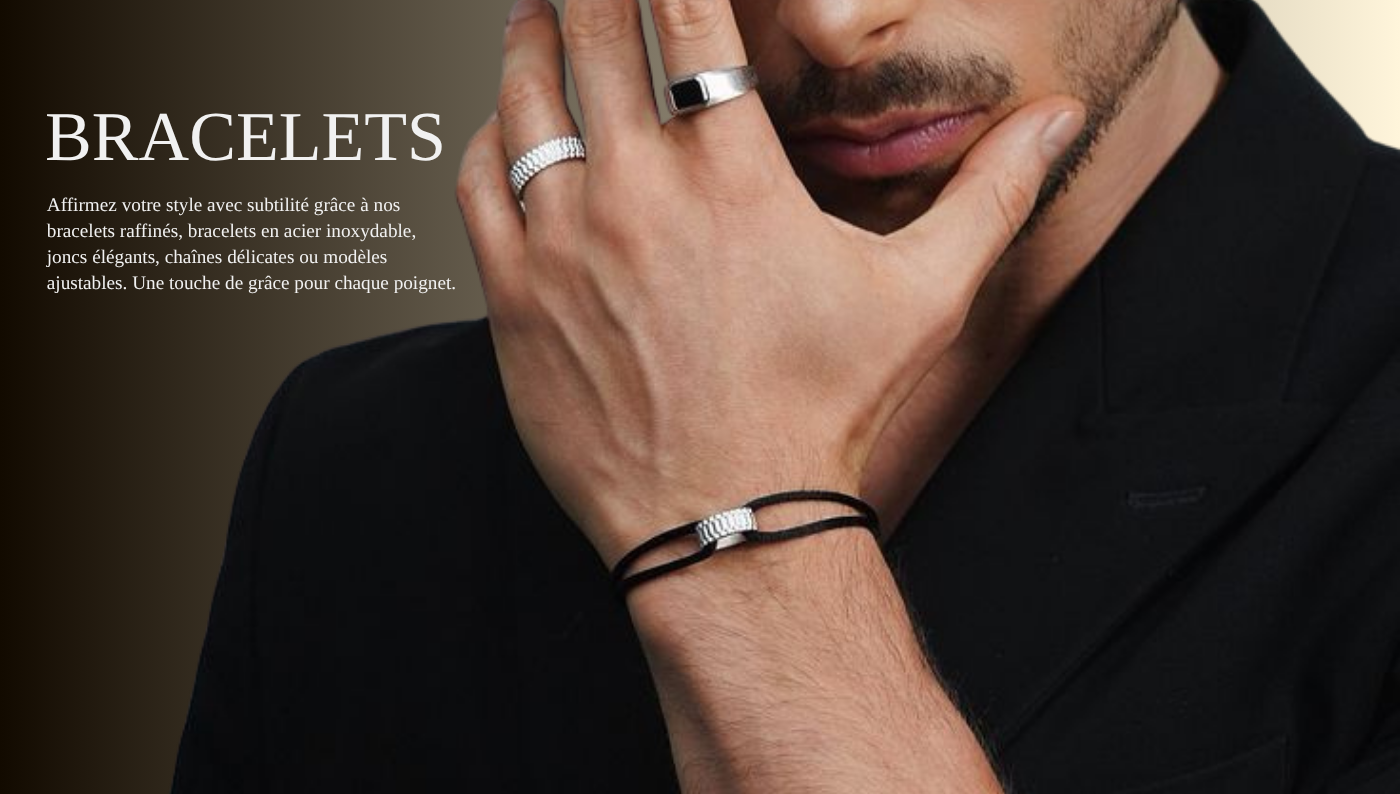 BRACELETS
Affirmez votre style avec subtilité grâce à nos
bracelets raffinés, bracelets en acier inoxydable,
joncs élégants, chaînes délicates ou modèles
ajustables. Une touche de grâce pour chaque poignet.